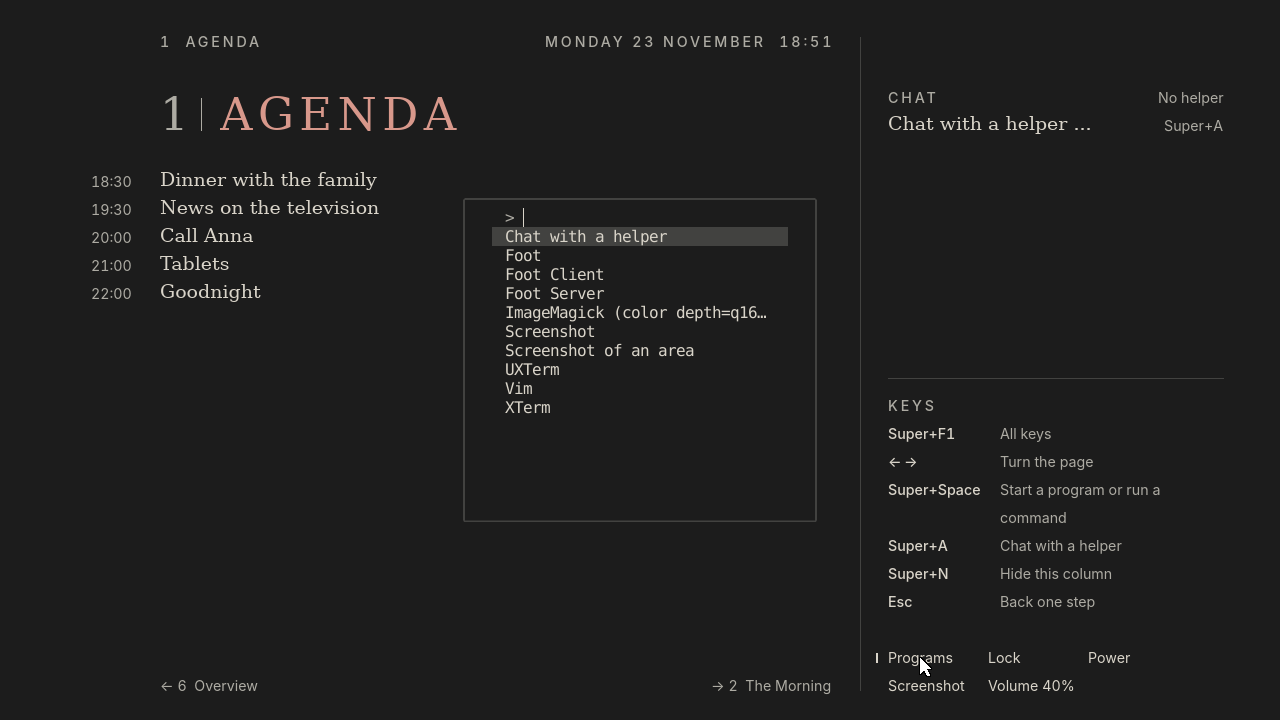 1 AGENDA
MONDAY 23 NOVEMBER 18:51
1 AGENDA
18:30 Dinner with the family
19:30 News on the television
20:00 Call Anna
21:00 Tablets
22:00 Goodnight
>
Chat with a helper
Foot
Foot Client
Foot Server
ImageMagick (color depth=q16…
Screenshot
Screenshot of an area
UXTerm
Vim
XTerm
← 6 Overview
→ 2 The Morning
CHAT No helper
Chat with a helper ... Super+A
KEYS
Super+F1 All keys
← → Turn the page
Super+Space Start a program or run a
command
Super+A Chat with a helper
Super+N Hide this column
Esc Back one step
Programs Lock Power
Screenshot Volume 40%